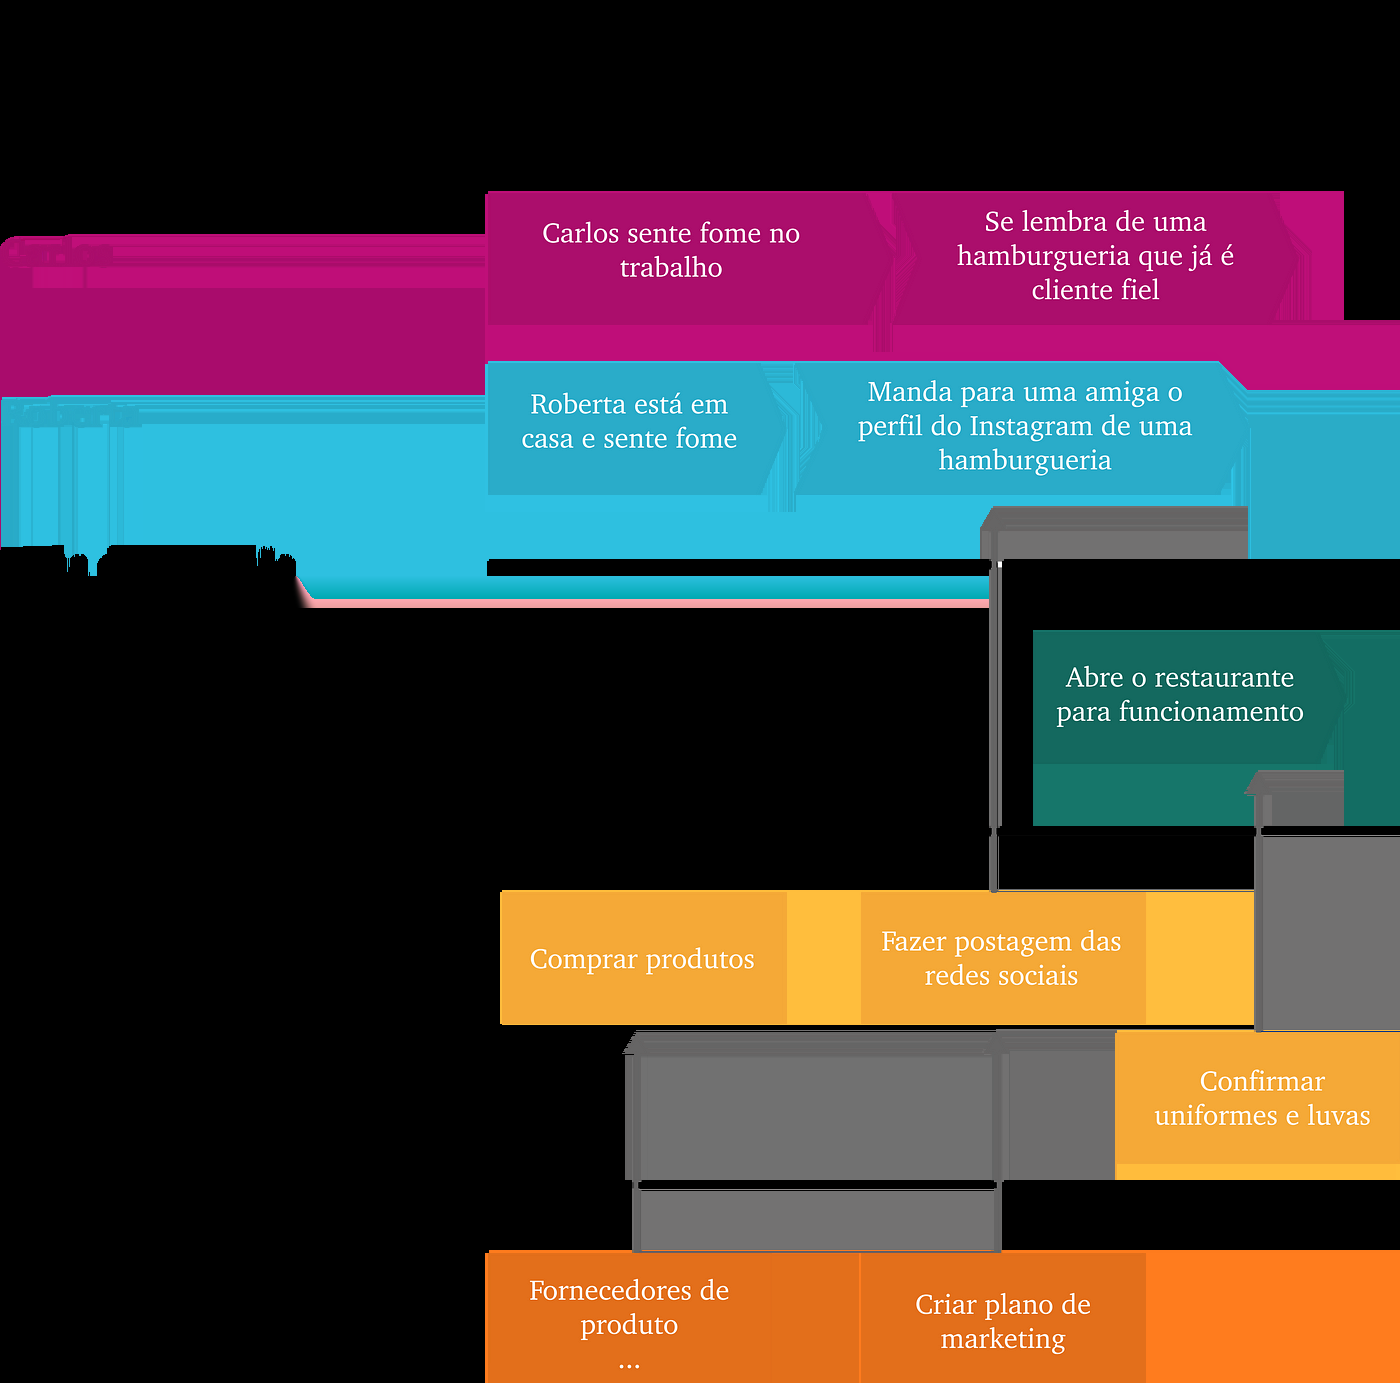 Carlos sente fome no
trabalho
Se lembra de uma
hamburgueria que já é
cliente fiel
Roberta está em
casa e sente fome
Manda para uma amiga o
perfil do Instagram de uma
hamburgueria
Abre o restaurante
para funcionamento
Comprar produtos
Fazer postagem das
redes sociais
Confirmar
uniformes e luvas
Fornecedores de
produto
...
Criar plano de
marketing